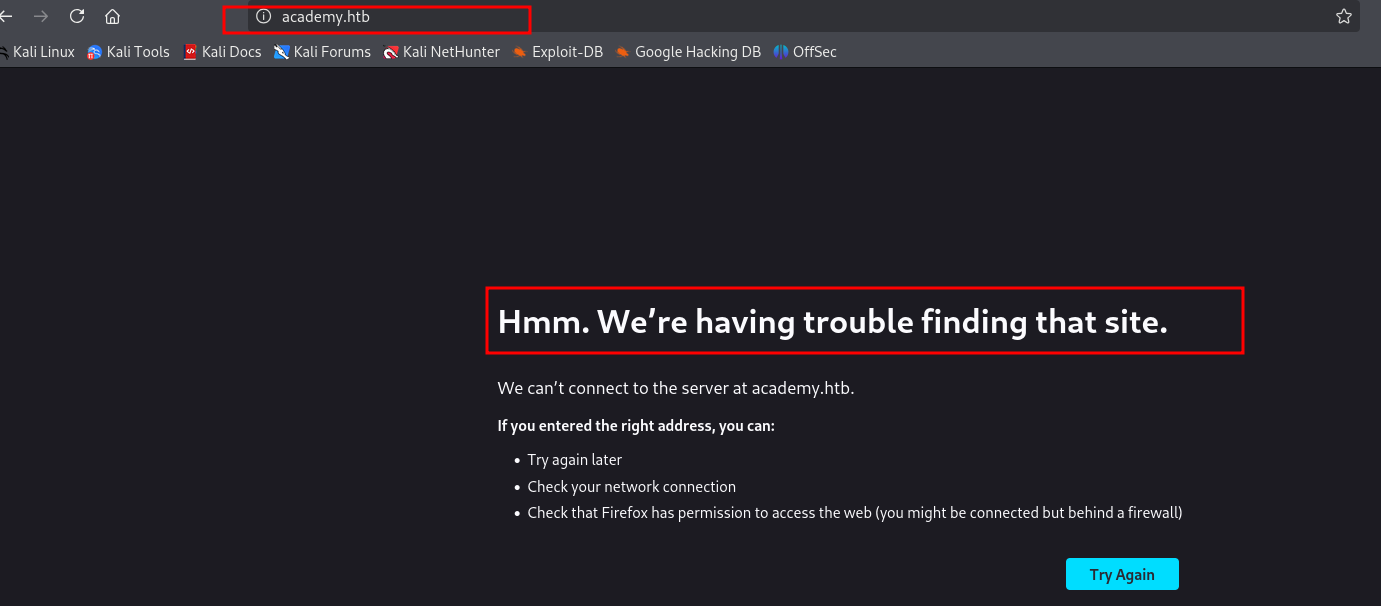 academy.htb
Kali Linux Kali Tools Kali Docs Kali Forums Kali NetHunter Exploit-DB Google Hacking DB OffSec
Hmm. We’re having trouble finding that site.
We can’t connect to the server at academy.htb.
If you entered the right address, you can:
• Try again later
• Check your network connection
• Check that Firefox has permission to access the web (you might be connected but behind a firewall)
Try Again